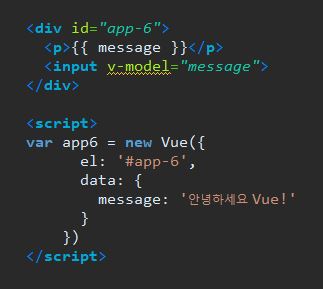 <div id="app-6">
  <p>{{ message }}</p>
  <input v-model="message">
</div>

<script>
var app6 = new Vue({
       el: '#app-6',
       data: {
         message: '안녕하세요 Vue!'
       }
     })
</script>